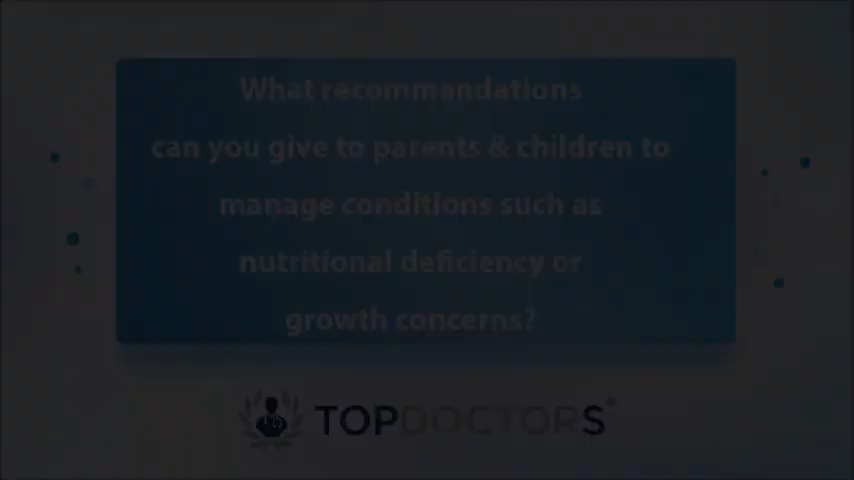 What recommendations
can you give to parents & children to
manage conditions such as
nutritional deficiency or
growth concerns?
TOPDOCTORS